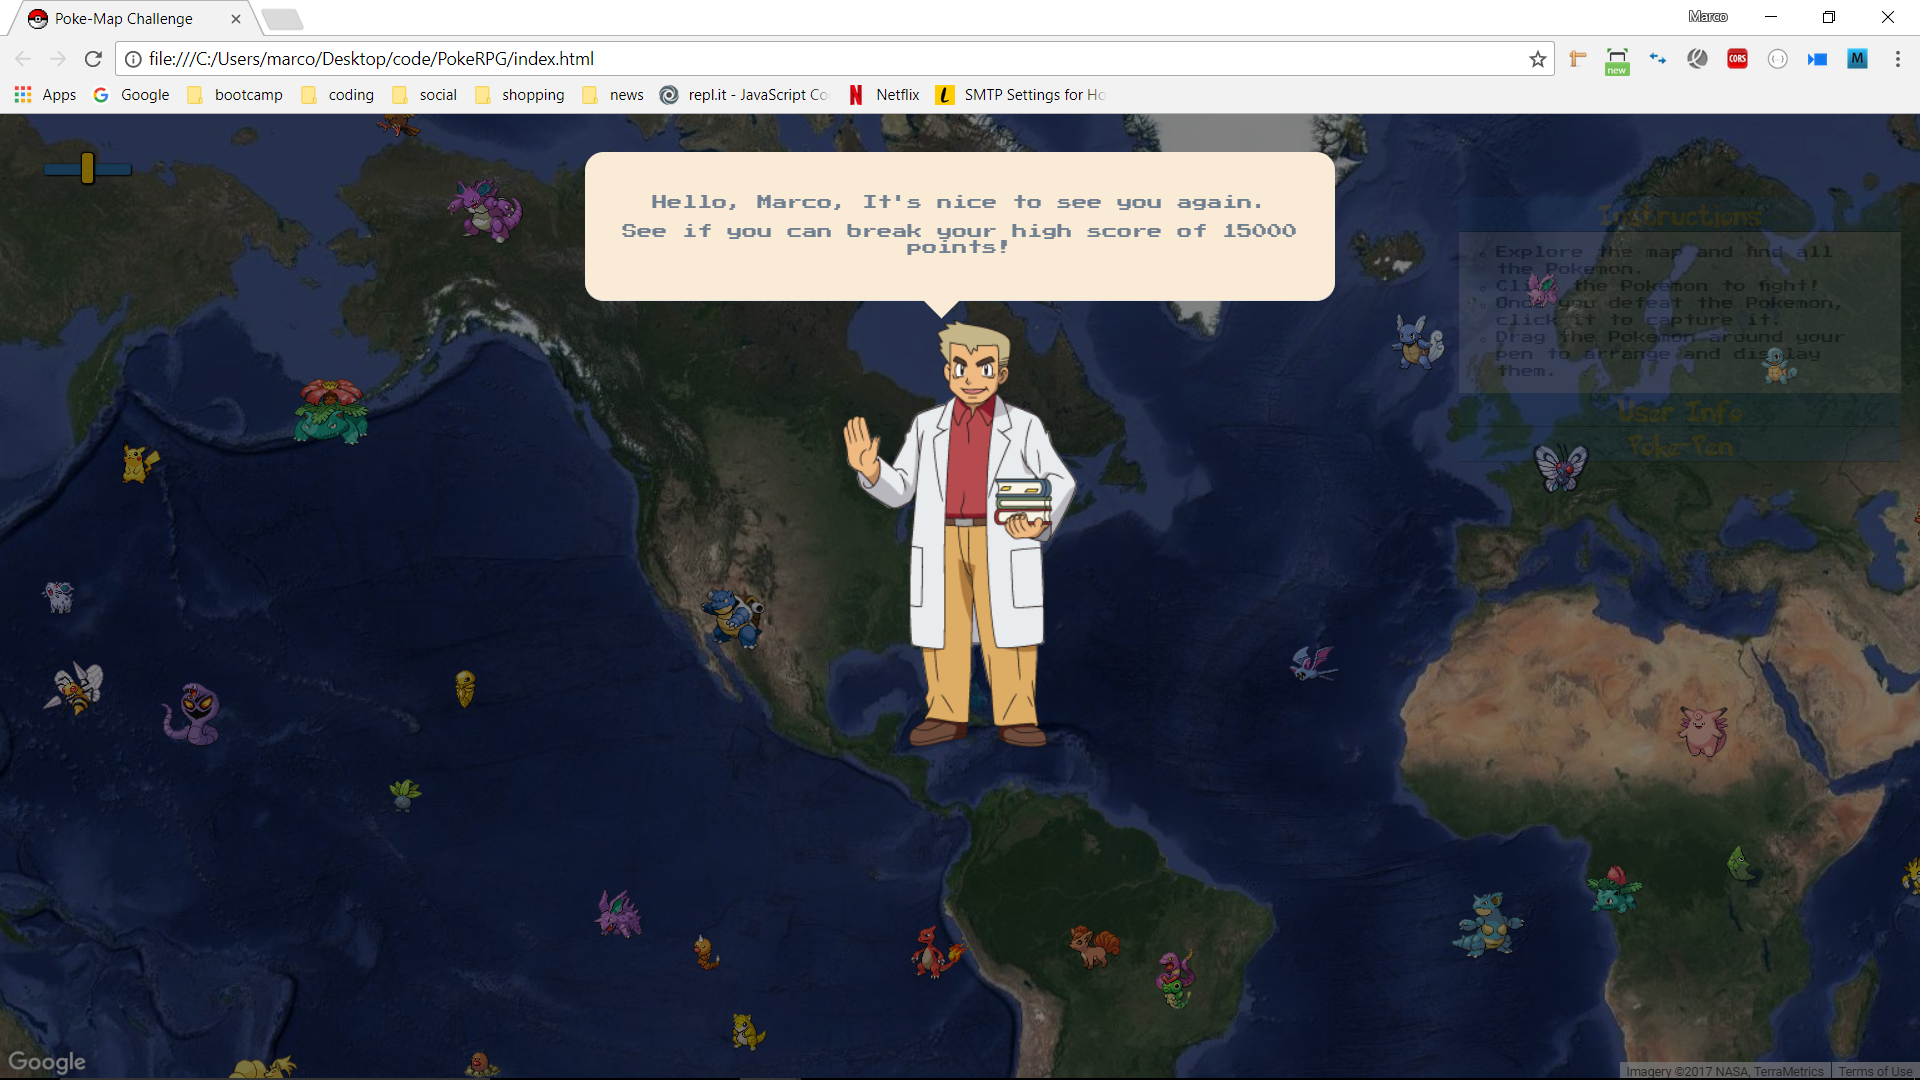 Poke-Map Challenge
Marco
file:///C:/Users/marco/Desktop/code/PokeRPG/index.html
new
CORS
M
Apps Google bootcamp coding social shopping news repl.it - JavaScript Co Netflix SMTP Settings for Ho
Hello, Marco, It's nice to see you again.
See if you can break your high score of 15000
points!
Instructions
Explore the map and find all
the Pokemon.
Click the Pokemon to fight!
Once you defeat the Pokemon,
click it to capture it.
Drag the Pokemon around your
pen to arrange and display
them.
User Info
Poke-Pen
Google
Imagery ©2017 NASA, TerraMetrics
Terms of Use